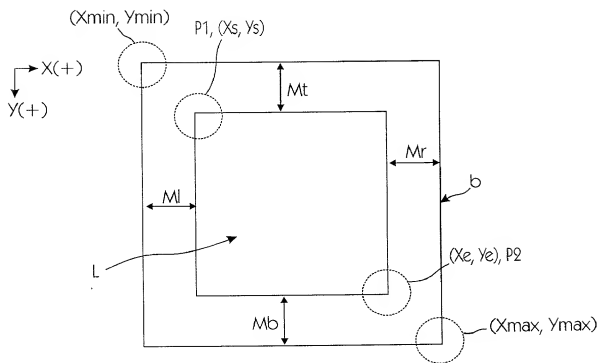 (Xmin, Ymin)
P1, (Xs, Ys)
X(+)
Y(+)
Mt
Mr
b
Ml
(Xe, Ye), P2
L
Mb
(Xmax, Ymax)